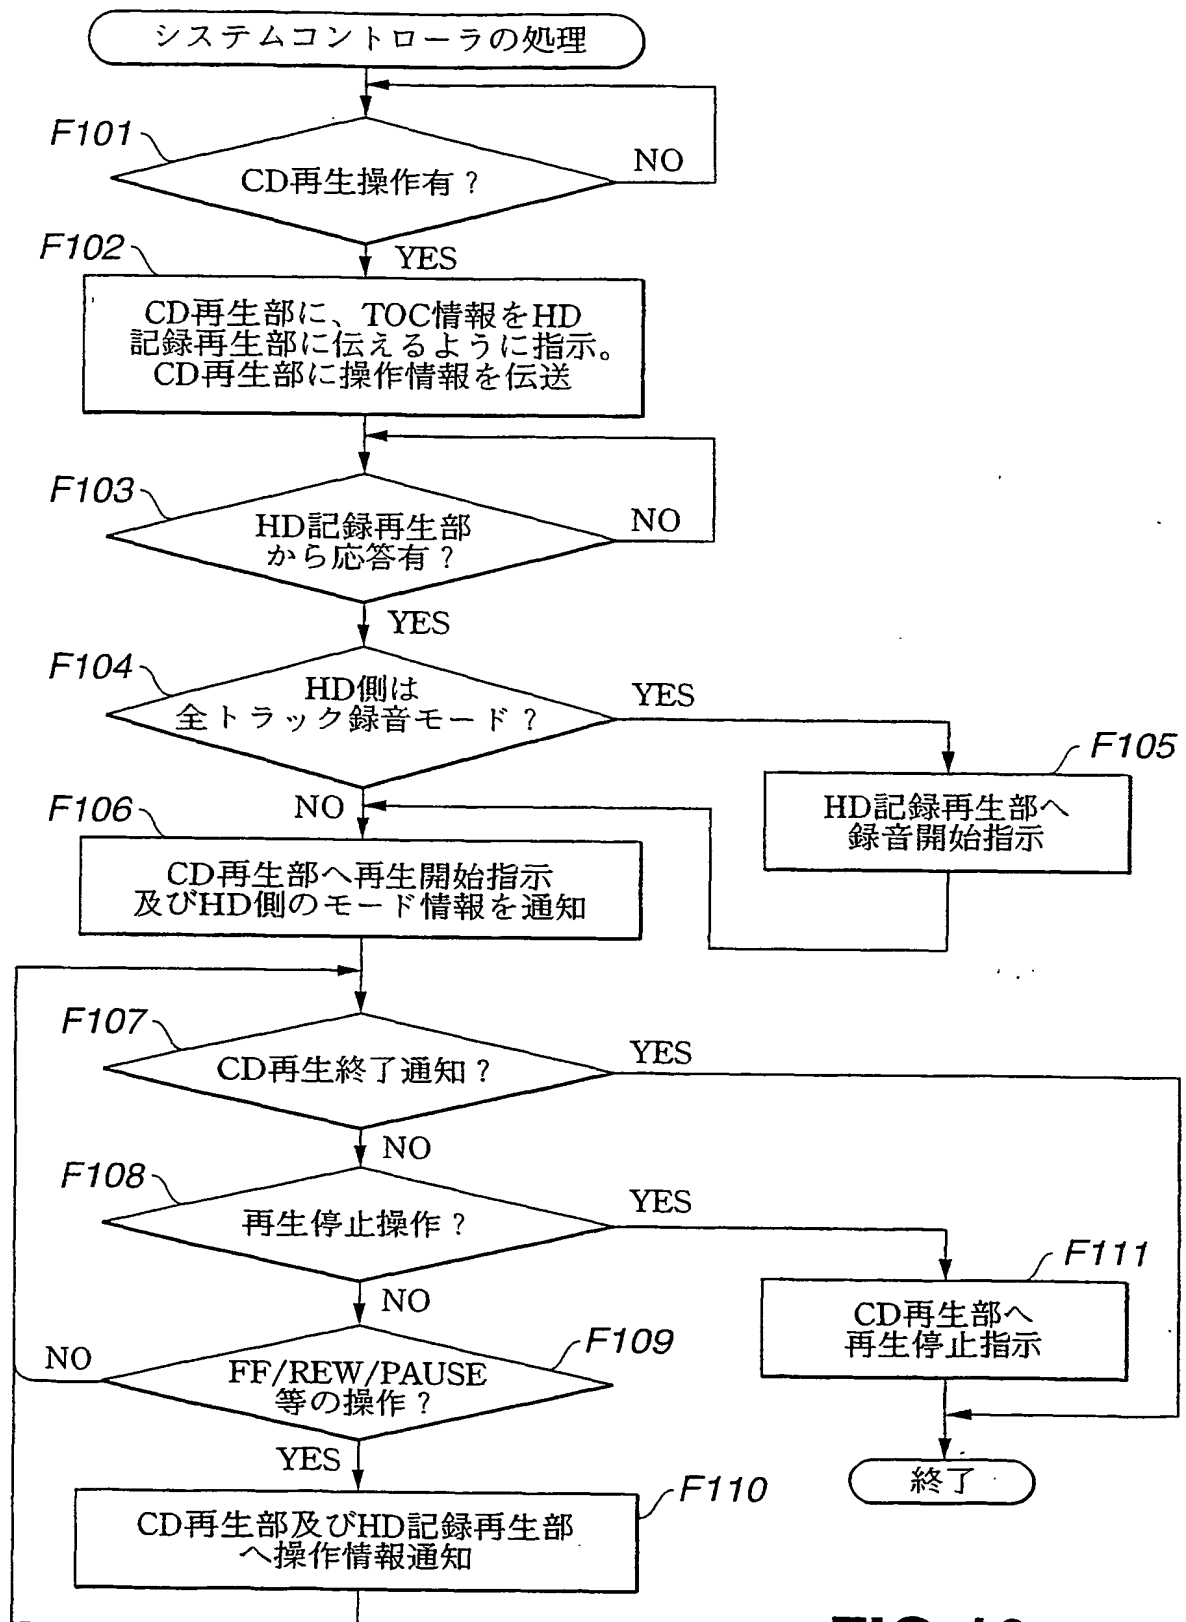 システムコントローラの処理
F101
CD再生操作有？
NO
F102
YES
CD再生部に、TOC情報をHD
記録再生部に伝えるように指示。
CD再生部に操作情報を伝送
F103
HD記録再生部
から応答有？
NO
YES
F104
HD側は
全トラック録音モード？
YES
F105
HD記録再生部へ
録音開始指示
F106
NO
CD再生部へ再生開始指示
及びHD側のモード情報を通知
F107
CD再生終了通知？
YES
NO
F108
再生停止操作？
YES
F111
CD再生部へ
再生停止指示
NO
F109
FF/REW/PAUSE
等の操作？
NO
YES
終了
F110
CD再生部及びHD記録再生部
へ操作情報通知